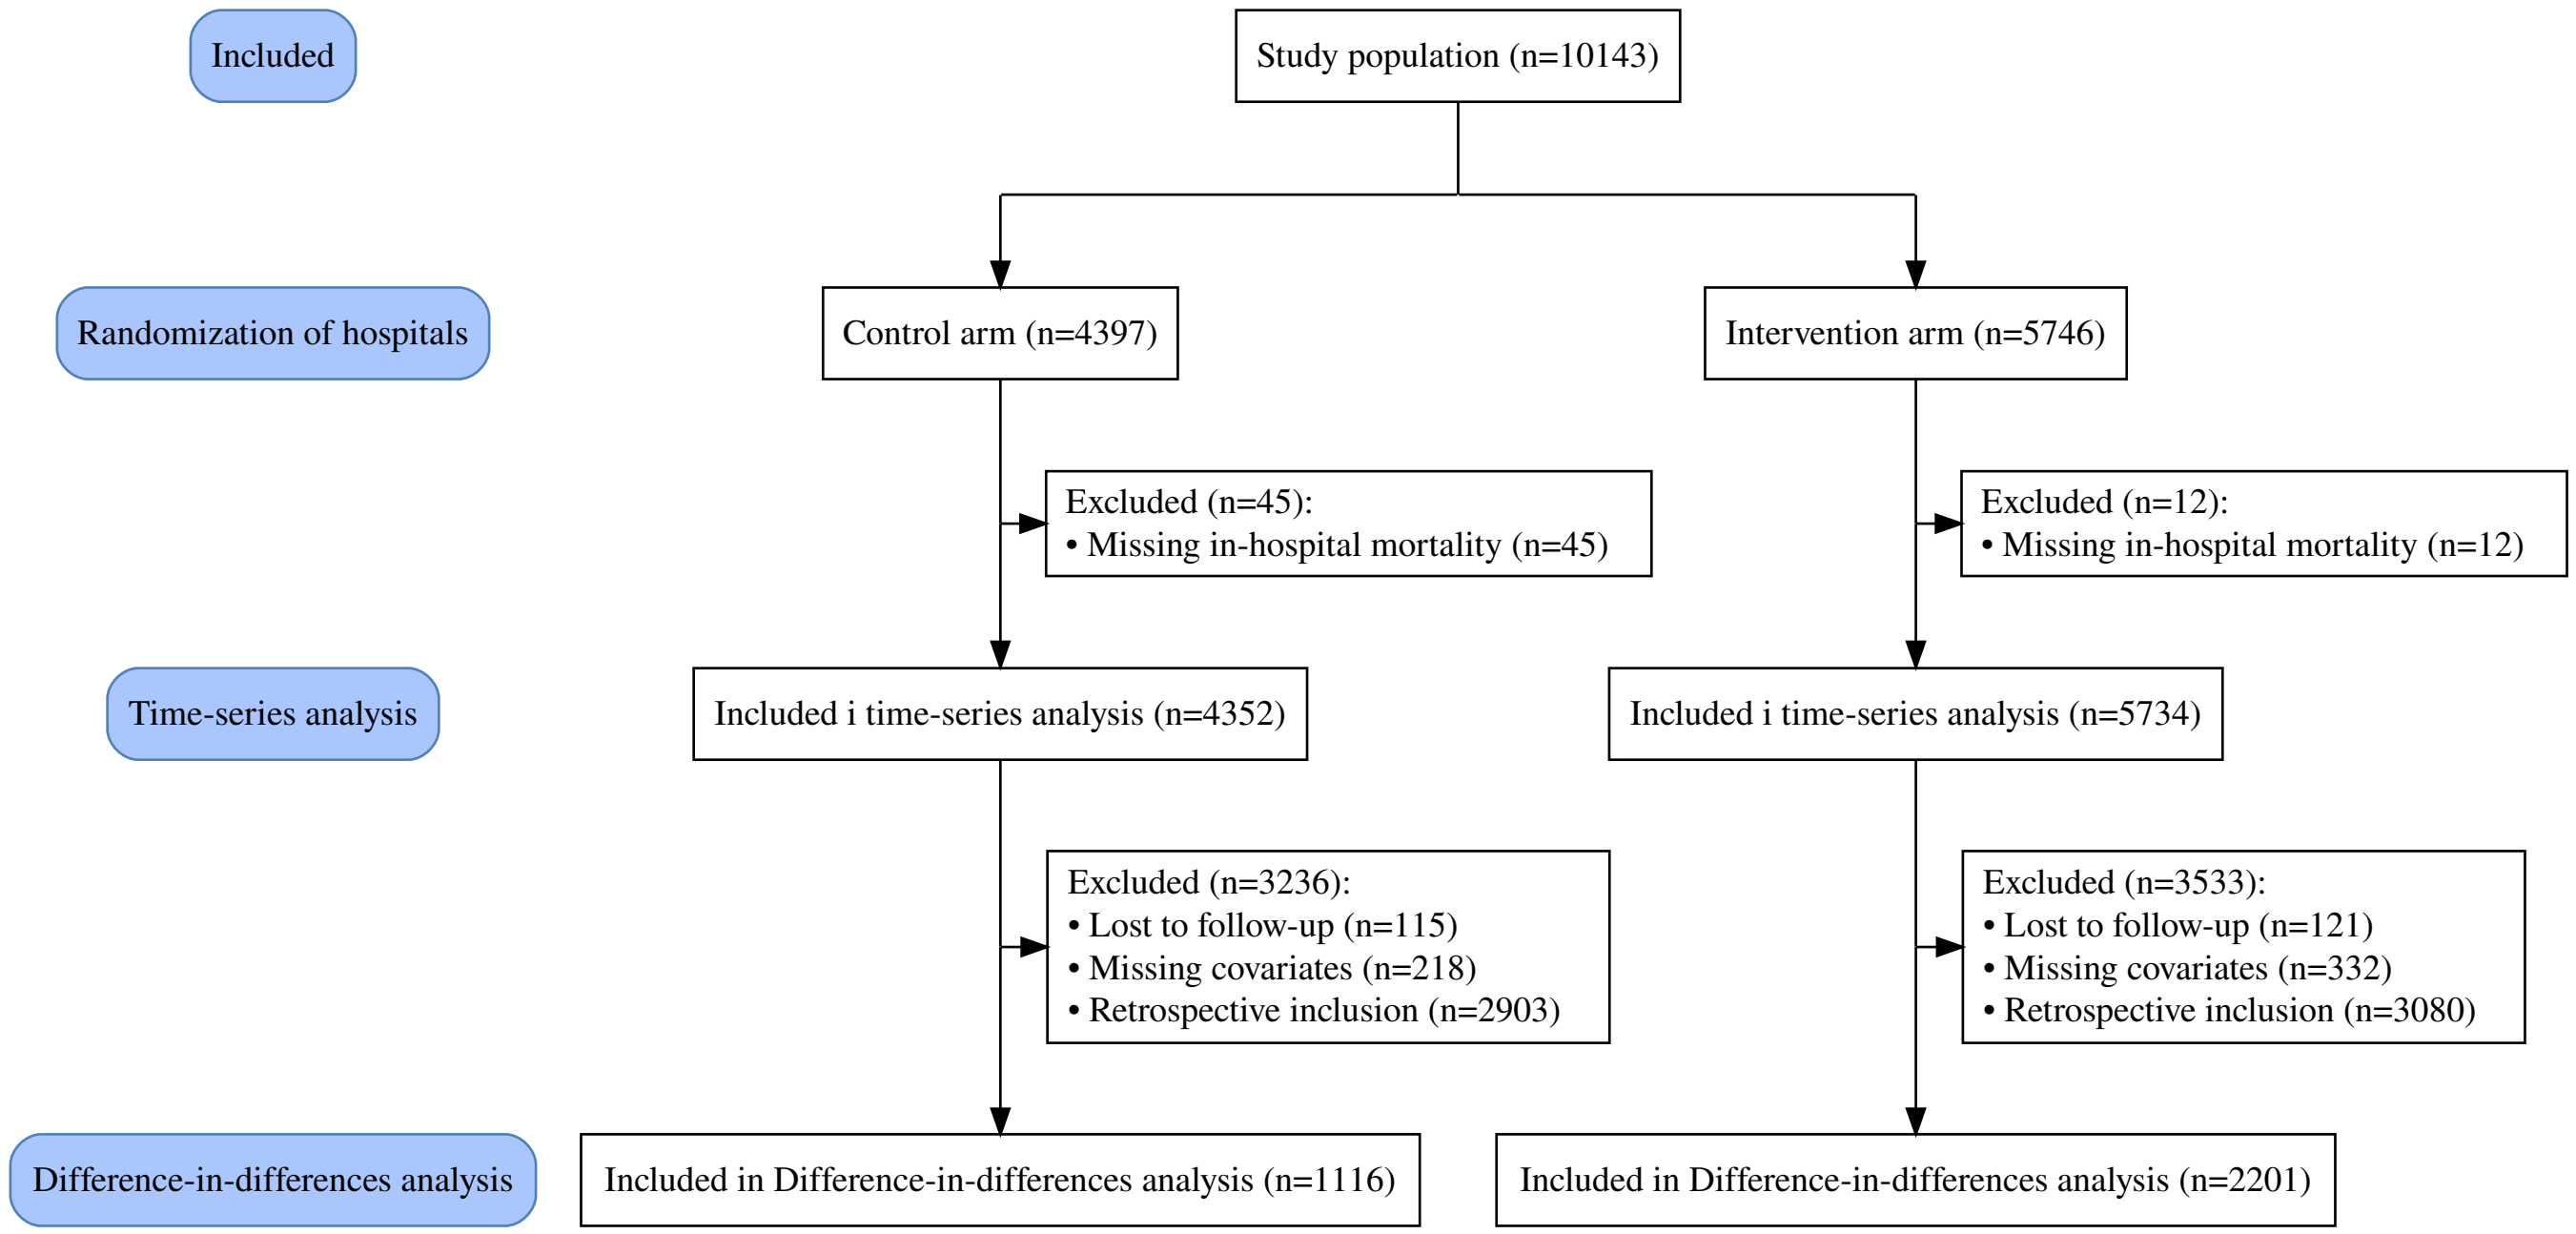 Included
Study population (n=10143)
Randomization of hospitals
Control arm (n=4397)
Intervention arm (n=5746)
Excluded (n=45):
• Missing in-hospital mortality (n=45)
Excluded (n=12):
• Missing in-hospital mortality (n=12)
Time-series analysis
Included i time-series analysis (n=4352)
Included i time-series analysis (n=5734)
Excluded (n=3236):
• Lost to follow-up (n=115)
• Missing covariates (n=218)
• Retrospective inclusion (n=2903)
Excluded (n=3533):
• Lost to follow-up (n=121)
• Missing covariates (n=332)
• Retrospective inclusion (n=3080)
Difference-in-differences analysis
Included in Difference-in-differences analysis (n=1116)
Included in Difference-in-differences analysis (n=2201)